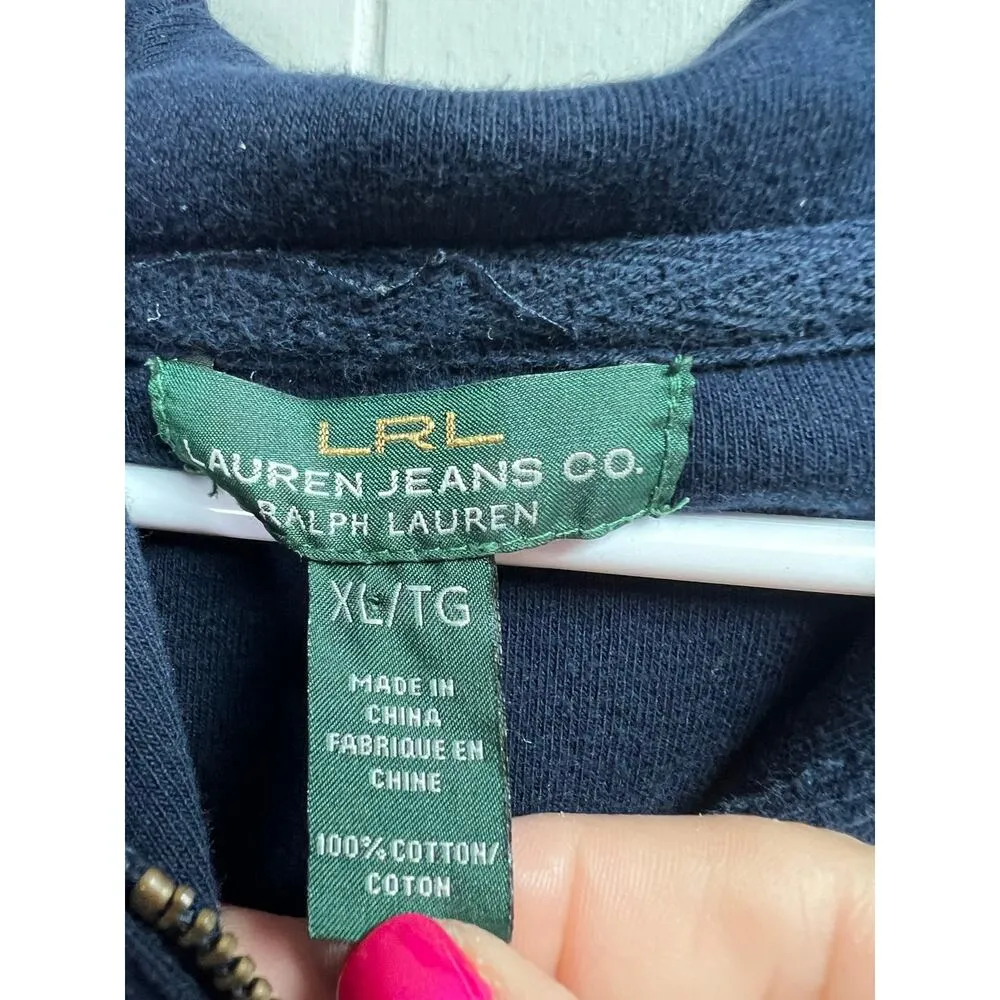 LRL
LAUREN JEANS CO.
RALPH LAUREN
XL/TG
MADE IN
CHINA
FABRIQUE EN
CHINE
100% COTTON/
COTON